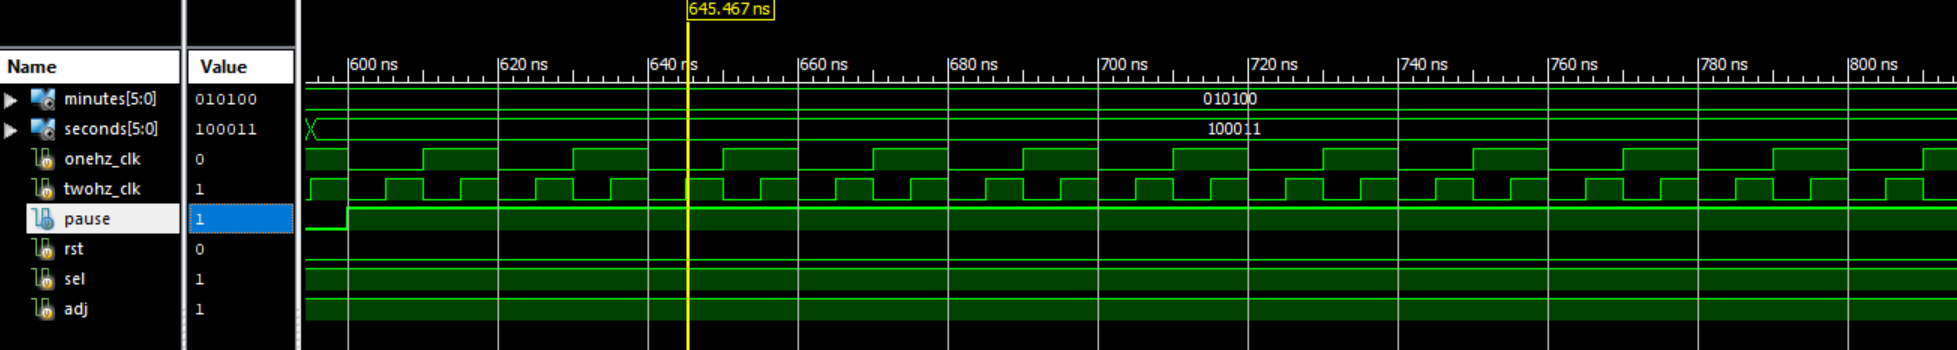 645.467 ns
Name Value 600 ns 620 ns 640 ns 660 ns 680 ns 700 ns 720 ns 740 ns 760 ns 780 ns 800 ns
minutes[5:0] 010100 010100
seconds[5:0] 100011 100011
onehz_clk 0
twohz_clk 1
pause 1
rst 0
sel 1
adj 1